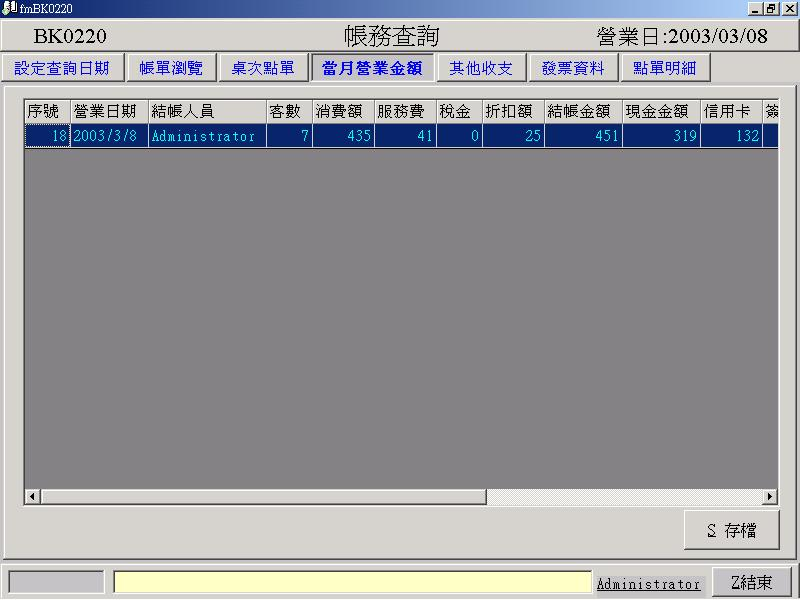 fmBK0220
BK0220 帳務查詢 營業日:2003/03/08
設定查詢日期 帳單瀏覽 桌次點單 當月營業金額 其他收支 發票資料 點單明細
序號 營業日期 結帳人員 客數 消費額 服務費 稅金 折扣額 結帳金額 現金金額 信用卡 簽
18 2003/3/8 Administrator 7 435 41 0 25 451 319 132
S 存檔
Administrator Z結束